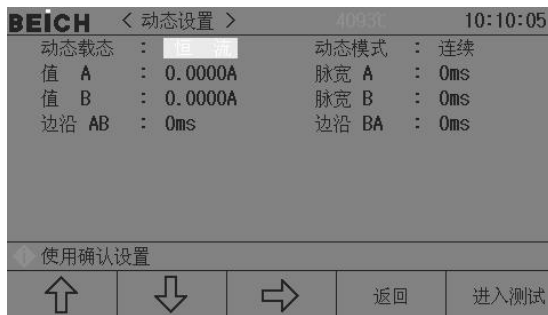 BEICH < 动态设置 > 4093℃ 10:10:05
动态载态 : 恒 流 动态模式 : 连续
值 A : 0.0000A 脉宽 A : 0ms
值 B : 0.0000A 脉宽 B : 0ms
边沿 AB : 0ms 边沿 BA : 0ms
使用确认设置
返回 进入测试